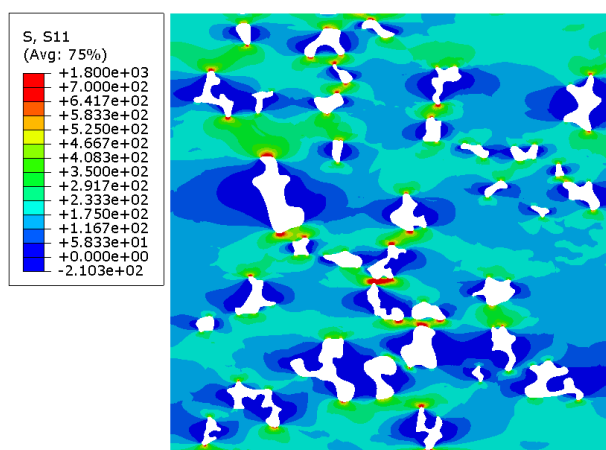 S, S11
(Avg: 75%)
+1.800e+03
+7.000e+02
+6.417e+02
+5.833e+02
+5.250e+02
+4.667e+02
+4.083e+02
+3.500e+02
+2.917e+02
+2.333e+02
+1.750e+02
+1.167e+02
+5.833e+01
+0.000e+00
-2.103e+02